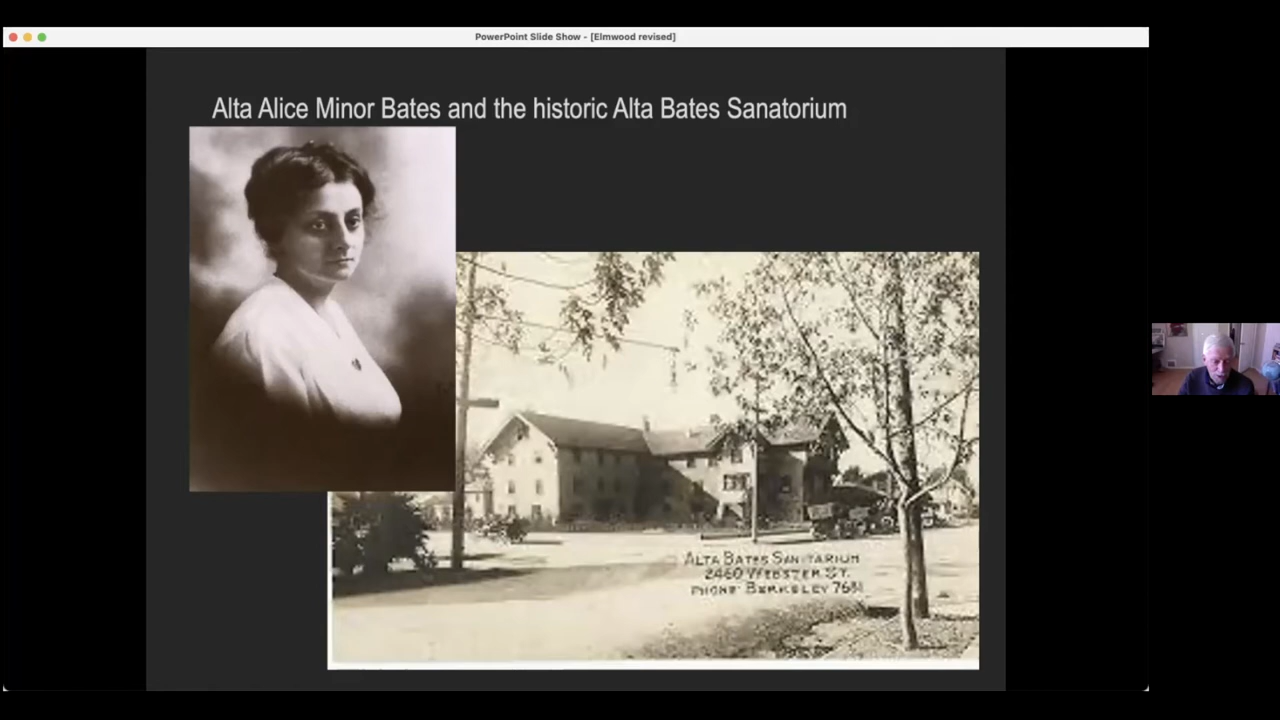 PowerPoint Slide Show - [Elmwood revised]
Alta Alice Minor Bates and the historic Alta Bates Sanatorium
ALTA BATES SANITARIUM
2460 WEBSTER ST.
PHONE BERKELEY